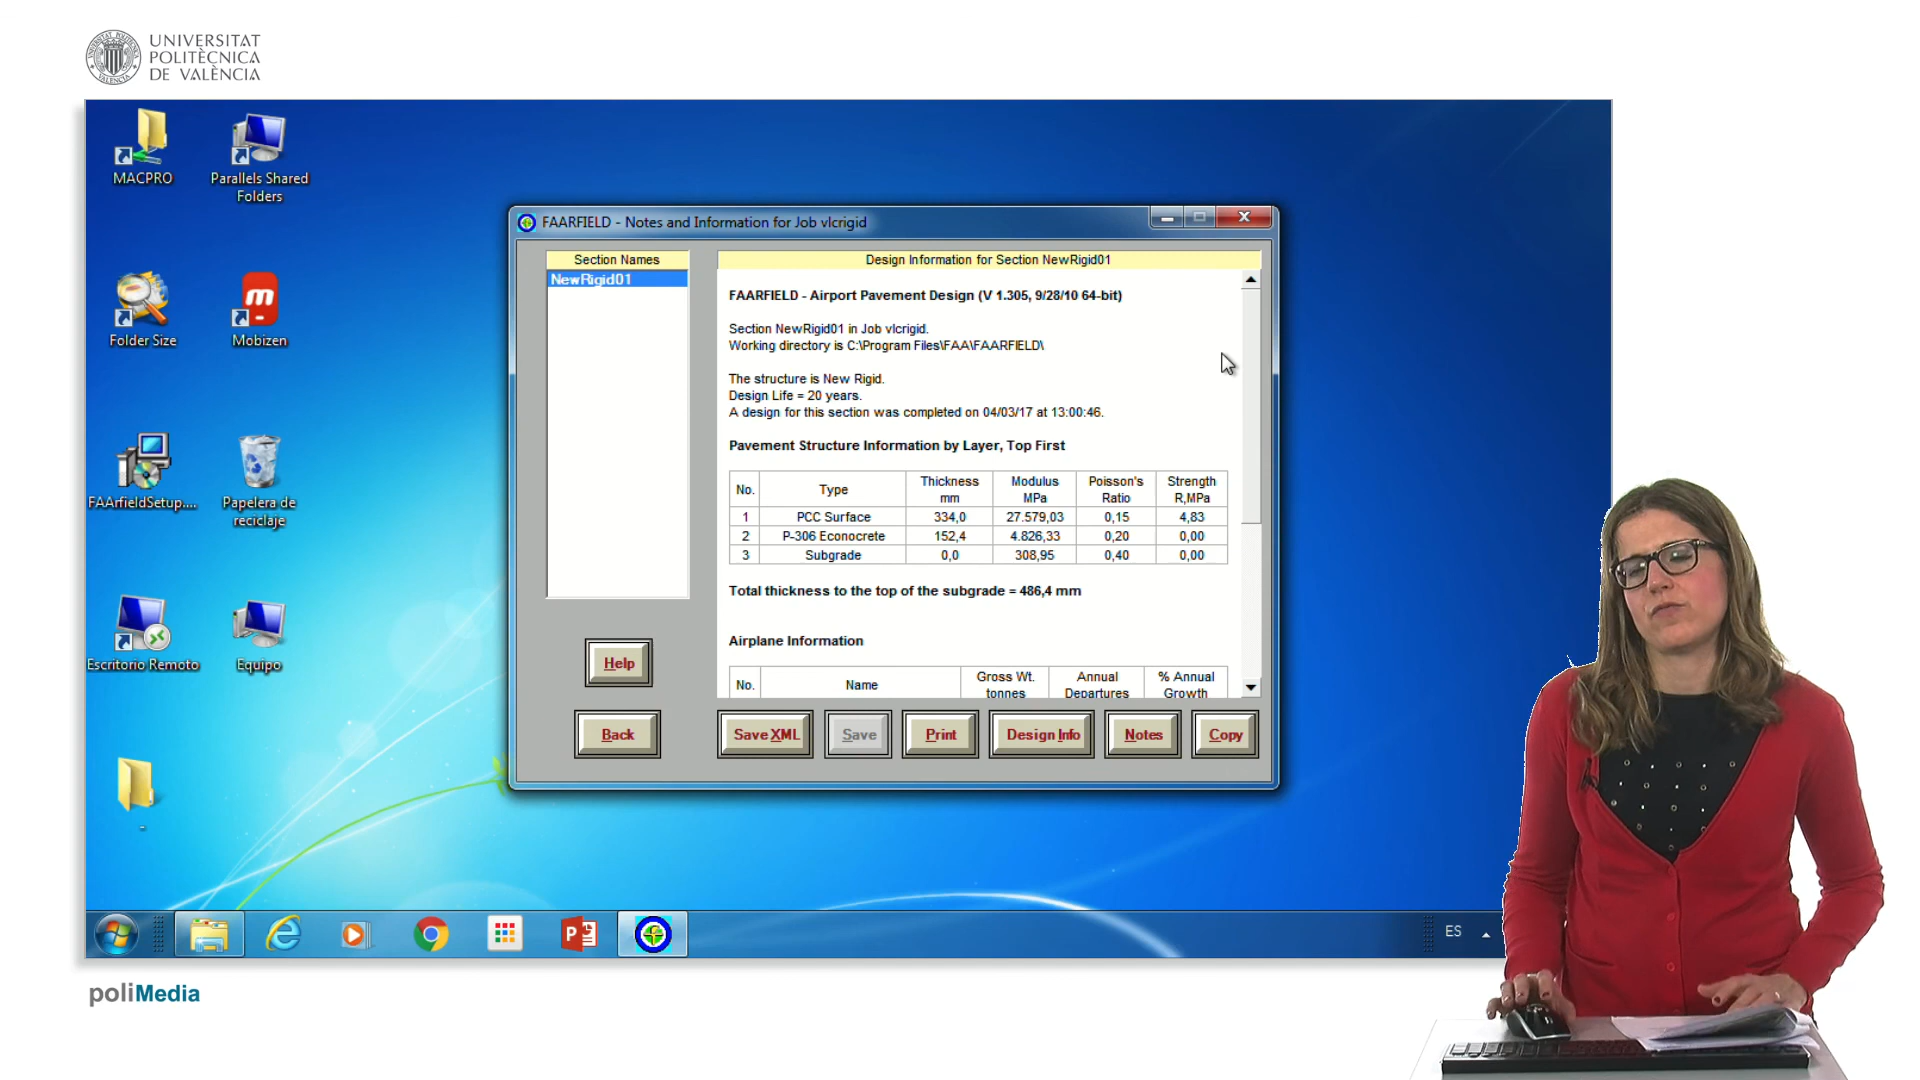 UNIVERSITAT
POLITÈCNICA
DE VALÈNCIA
MACPRO
Parallels Shared
Folders
Folder Size
Mobizen
FAArfieldSetup....
Papelera de
reciclaje
Escritorio Remoto
Equipo
-
FAARFIELD - Notes and Information for Job vlcrigid
Section Names
NewRigid01
Design Information for Section NewRigid01
FAARFIELD - Airport Pavement Design (V 1.305, 9/28/10 64-bit)
Section NewRigid01 in Job vlcrigid.
Working directory is C:\Program Files\FAA\FAARFIELD\
The structure is New Rigid.
Design Life = 20 years.
A design for this section was completed on 04/03/17 at 13:00:46.
Pavement Structure Information by Layer, Top First
No. Type Thickness mm Modulus MPa Poisson's Ratio Strength R,MPa
1 PCC Surface 334,0 27.579,03 0,15 4,83
2 P-306 Econocrete 152,4 4.826,33 0,20 0,00
3 Subgrade 0,0 308,95 0,40 0,00
Total thickness to the top of the subgrade = 486,4 mm
Airplane Information
No. Name Gross Wt. tonnes Annual Departures % Annual Growth
Help
Back
Save XML
Save
Print
Design Info
Notes
Copy
ES
poliMedia